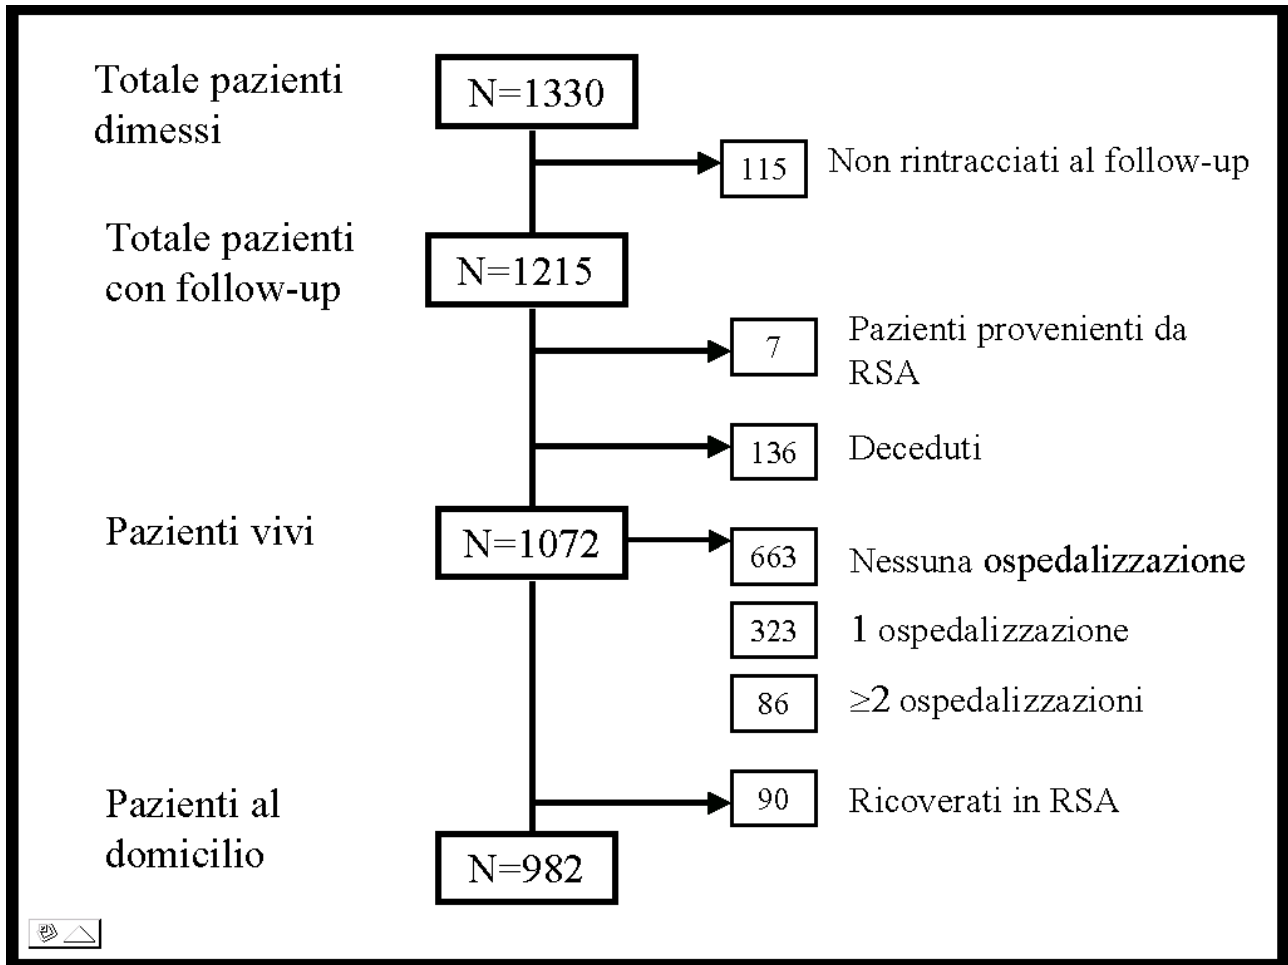 Totale pazienti
dimessi
N=1330
115
Non rintracciati al follow-up
Totale pazienti
con follow-up
N=1215
7
Pazienti provenienti da
RSA
136
Deceduti
Pazienti vivi
N=1072
663
Nessuna ospedalizzazione
323
1 ospedalizzazione
86
≥2 ospedalizzazioni
90
Ricoverati in RSA
Pazienti al
domicilio
N=982